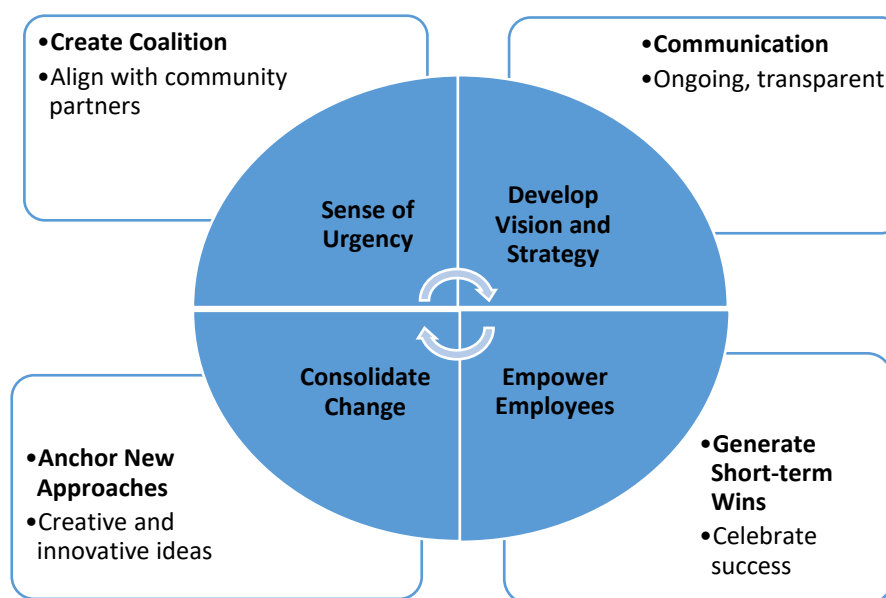 •Create Coalition
•Align with community
partners
•Communication
•Ongoing, transparent
Sense of
Urgency
Develop
Vision and
Strategy
Consolidate
Change
Empower
Employees
•Anchor New
Approaches
•Creative and
innovative ideas
•Generate
Short-term
Wins
•Celebrate
success